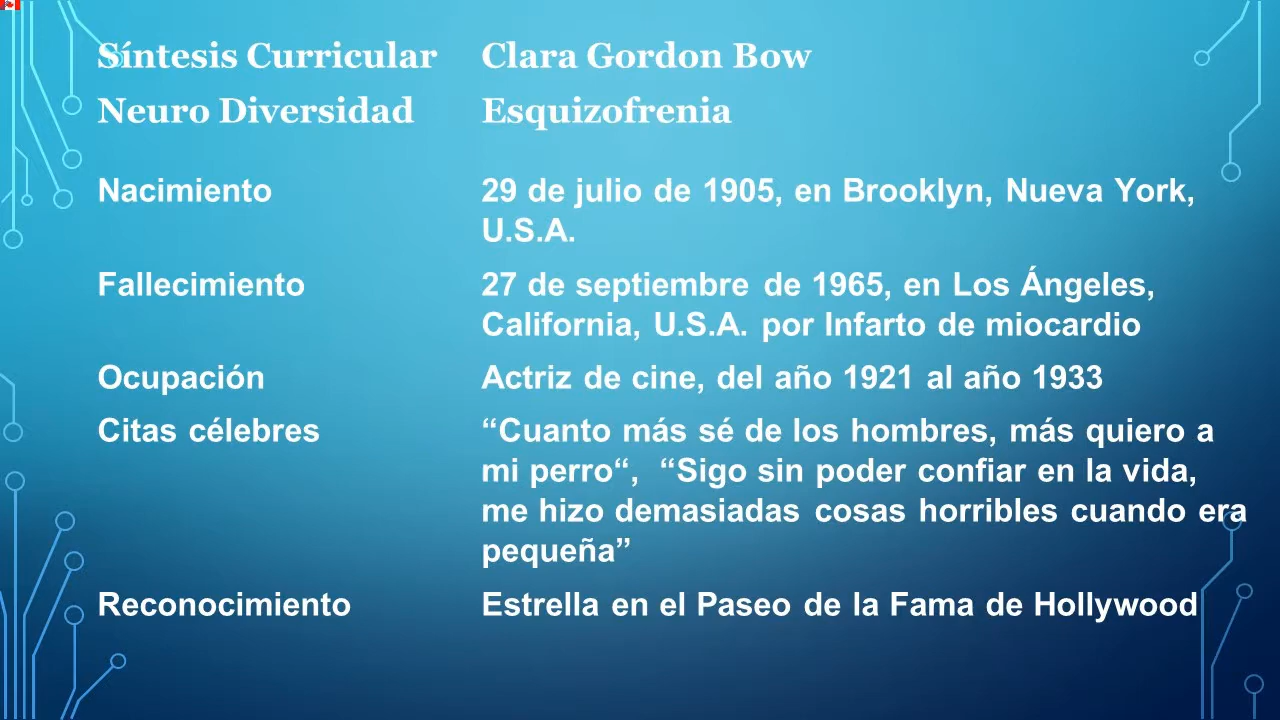 Síntesis Curricular Clara Gordon Bow
Neuro Diversidad Esquizofrenia
Nacimiento 29 de julio de 1905, en Brooklyn, Nueva York,
U.S.A.
Fallecimiento 27 de septiembre de 1965, en Los Ángeles,
California, U.S.A. por Infarto de miocardio
Ocupación Actriz de cine, del año 1921 al año 1933
Citas célebres “Cuanto más sé de los hombres, más quiero a
mi perro“, “Sigo sin poder confiar en la vida,
me hizo demasiadas cosas horribles cuando era
pequeña”
Reconocimiento Estrella en el Paseo de la Fama de Hollywood